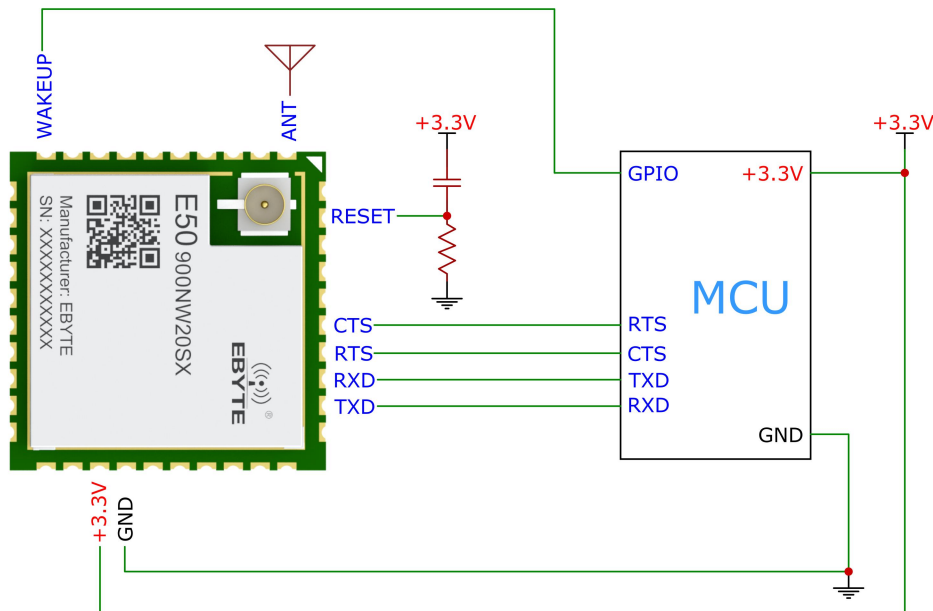 WAKEUP
ANT
+3.3V
+3.3V
RESET
GPIO
+3.3V
MCU
Manufacturer: EBYTE
SN: XXXXXXXXXX
E50 900NW20SX
EBYTE
®
CTS
RTS
RTS
CTS
RXD
TXD
TXD
RXD
GND
+3.3V
GND